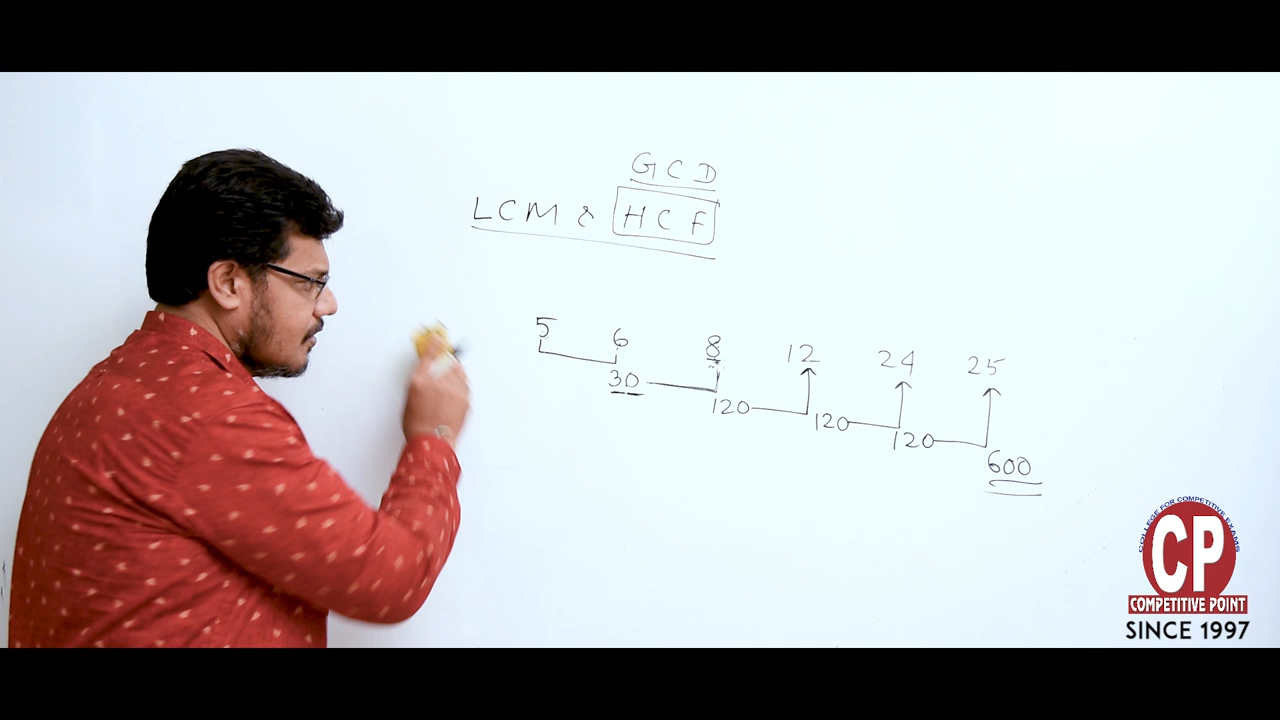 GCD
LCM & HCF
5 6 8 12 24 25
30 120 120 120 600
COLLEGE FOR COMPETITIVE EXAMS
CP
COMPETITIVE POINT
SINCE 1997